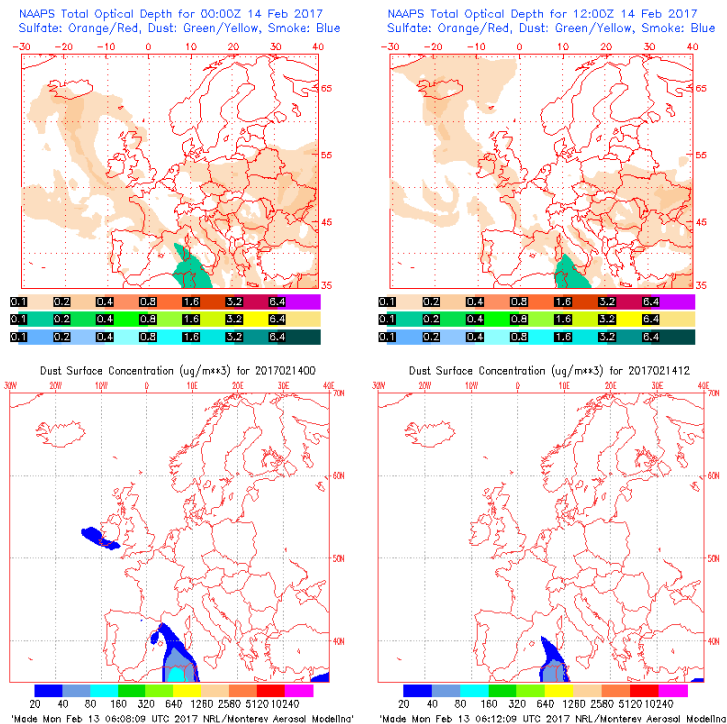 NAAPS Total Optical Depth for 00:00Z 14 Feb 2017
Sulfate: Orange/Red, Dust: Green/Yellow, Smoke: Blue
-30 -20 -10 0 10 20 30 40
65
55
45
35
0.1 0.2 0.4 0.8 1.6 3.2 6.4
0.1 0.2 0.4 0.8 1.6 3.2 6.4
0.1 0.2 0.4 0.8 1.6 3.2 6.4
NAAPS Total Optical Depth for 12:00Z 14 Feb 2017
Sulfate: Orange/Red, Dust: Green/Yellow, Smoke: Blue
-30 -20 -10 0 10 20 30 40
65
55
45
35
0.1 0.2 0.4 0.8 1.6 3.2 6.4
0.1 0.2 0.4 0.8 1.6 3.2 6.4
0.1 0.2 0.4 0.8 1.6 3.2 6.4
Dust Surface Concentration (ug/m**3) for 2017021400
30W 20W 10W 0 10E 20E 30E 40E
70N
60N
50N
40N
20 40 80 160 320 640 1280 2580 5120 10240
'Made Mon Feb 13 06:08:09 UTC 2017 NRL/Monterey Aerosol Modeling'
Dust Surface Concentration (ug/m**3) for 2017021412
30W 20W 10W 0 10E 20E 30E 40E
70N
60N
50N
40N
20 40 80 160 320 640 1280 2580 5120 10240
'Made Mon Feb 13 06:12:09 UTC 2017 NRL/Monterey Aerosol Modeling'